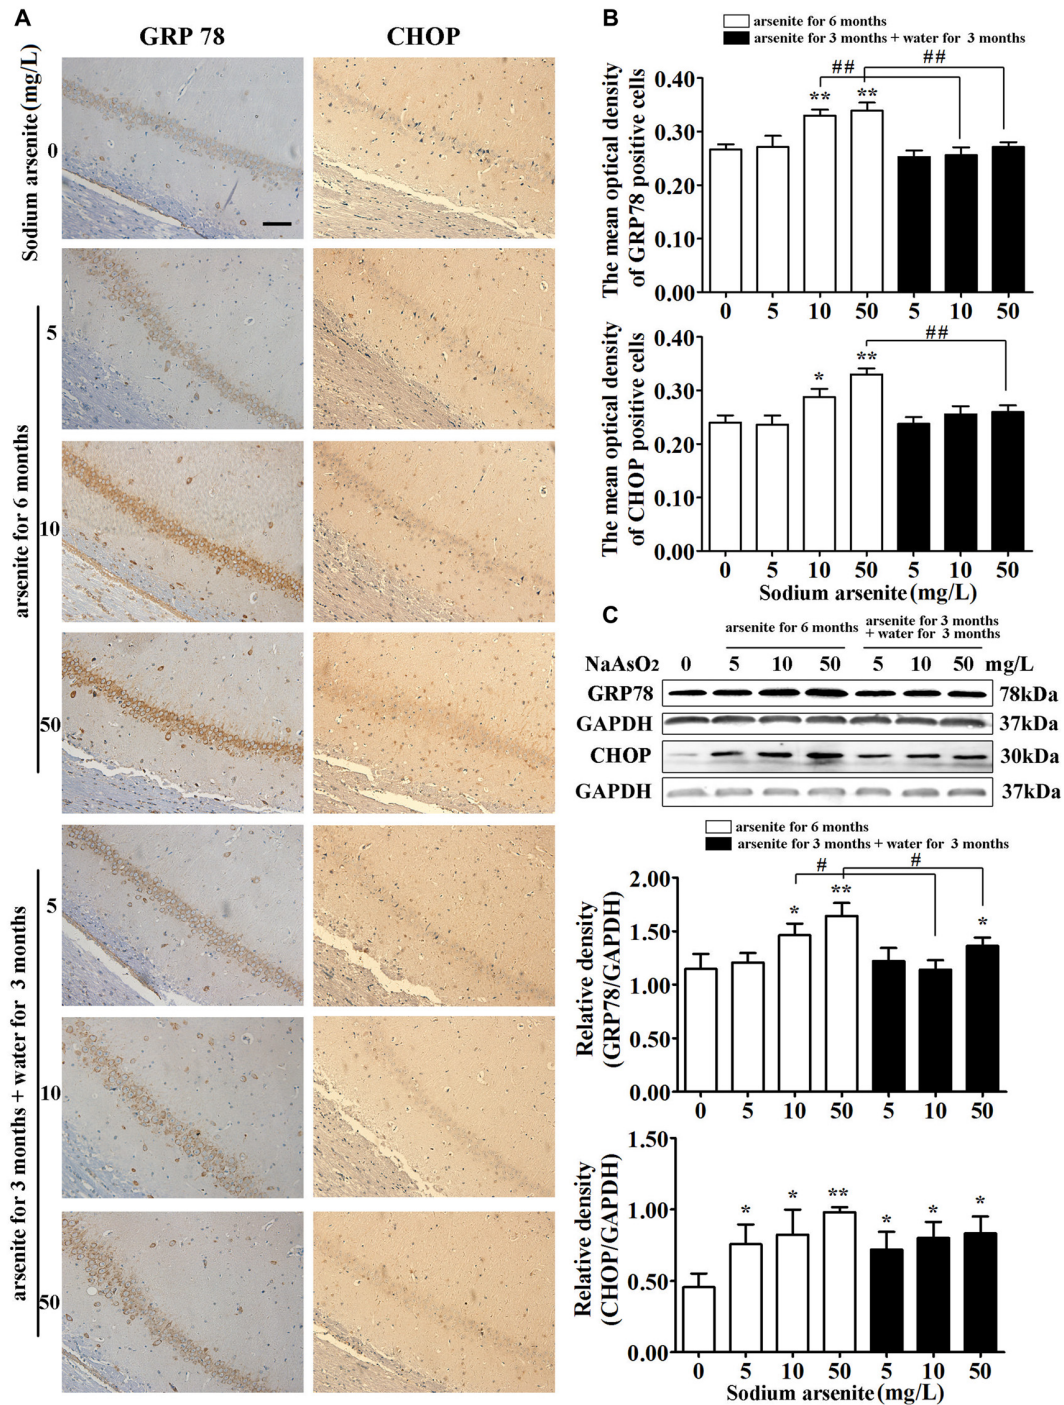 A
GRP 78
CHOP
Sodium arsenite (mg/L)
0
arsenite for 6 months
5
10
50
arsenite for 3 months + water for 3 months
5
10
50
B
arsenite for 6 months
arsenite for 3 months + water for 3 months
The mean optical density
of GRP78 positive cells
0.40
0.30
0.20
0.10
0.00
** ** ## ##
0 5 10 50 5 10 50
The mean optical density
of CHOP positive cells
0.40
0.30
0.20
0.10
0.00
* ** ##
0 5 10 50 5 10 50
Sodium arsenite (mg/L)
C
arsenite for 6 months
arsenite for 3 months
+ water for 3 months
NaAsO2 0 5 10 50 5 10 50 mg/L
GRP78 78kDa
GAPDH 37kDa
CHOP 30kDa
GAPDH 37kDa
arsenite for 6 months
arsenite for 3 months + water for 3 months
Relative density
(GRP78/GAPDH)
2.00
1.50
1.00
0.50
0.00
* ** # # *
0 5 10 50 5 10 50
Relative density
(CHOP/GAPDH)
1.50
1.00
0.50
0.00
* * ** * * *
0 5 10 50 5 10 50
Sodium arsenite (mg/L)